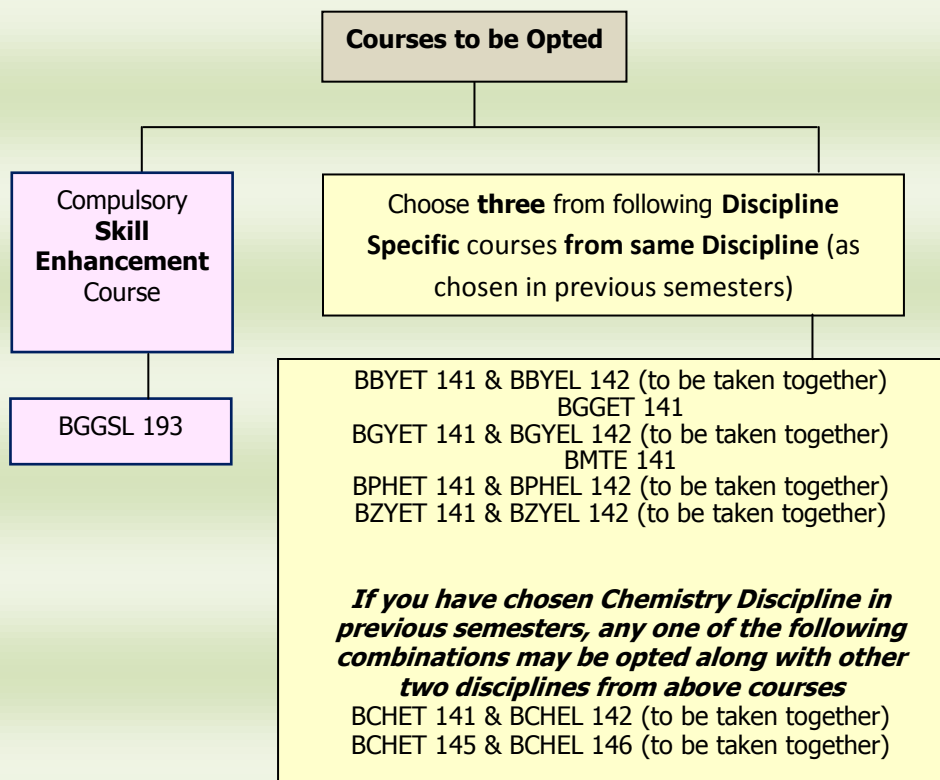 Courses to be Opted
Compulsory
Skill
Enhancement
Course
BGGSL 193
Choose three from following Discipline
Specific courses from same Discipline (as
chosen in previous semesters)
BBYET 141 & BBYEL 142 (to be taken together)
BGGET 141
BGYET 141 & BGYEL 142 (to be taken together)
BMTE 141
BPHET 141 & BPHEL 142 (to be taken together)
BZYET 141 & BZYEL 142 (to be taken together)
If you have chosen Chemistry Discipline in
previous semesters, any one of the following
combinations may be opted along with other
two disciplines from above courses
BCHET 141 & BCHEL 142 (to be taken together)
BCHET 145 & BCHEL 146 (to be taken together)